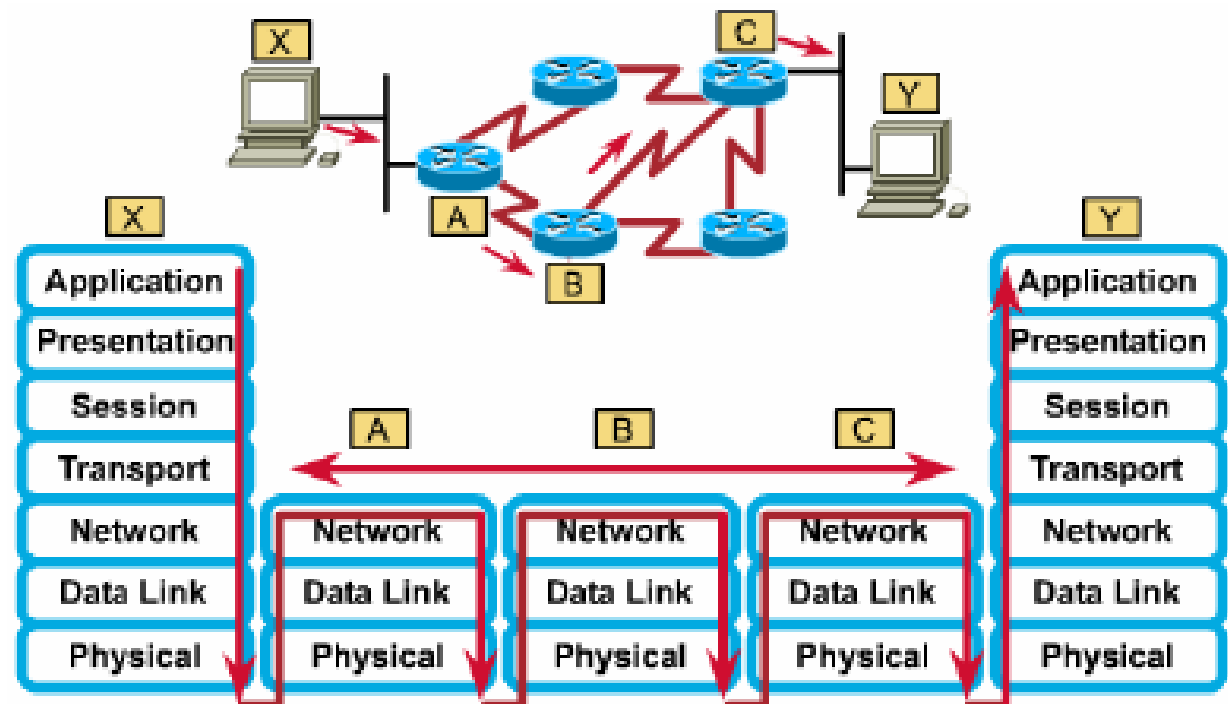 X
C
Y
A
B
X
Y
Application
Presentation
Session
Transport
Network
Data Link
Physical
A
B
C
Network
Data Link
Physical
Network
Data Link
Physical
Network
Data Link
Physical
Application
Presentation
Session
Transport
Network
Data Link
Physical